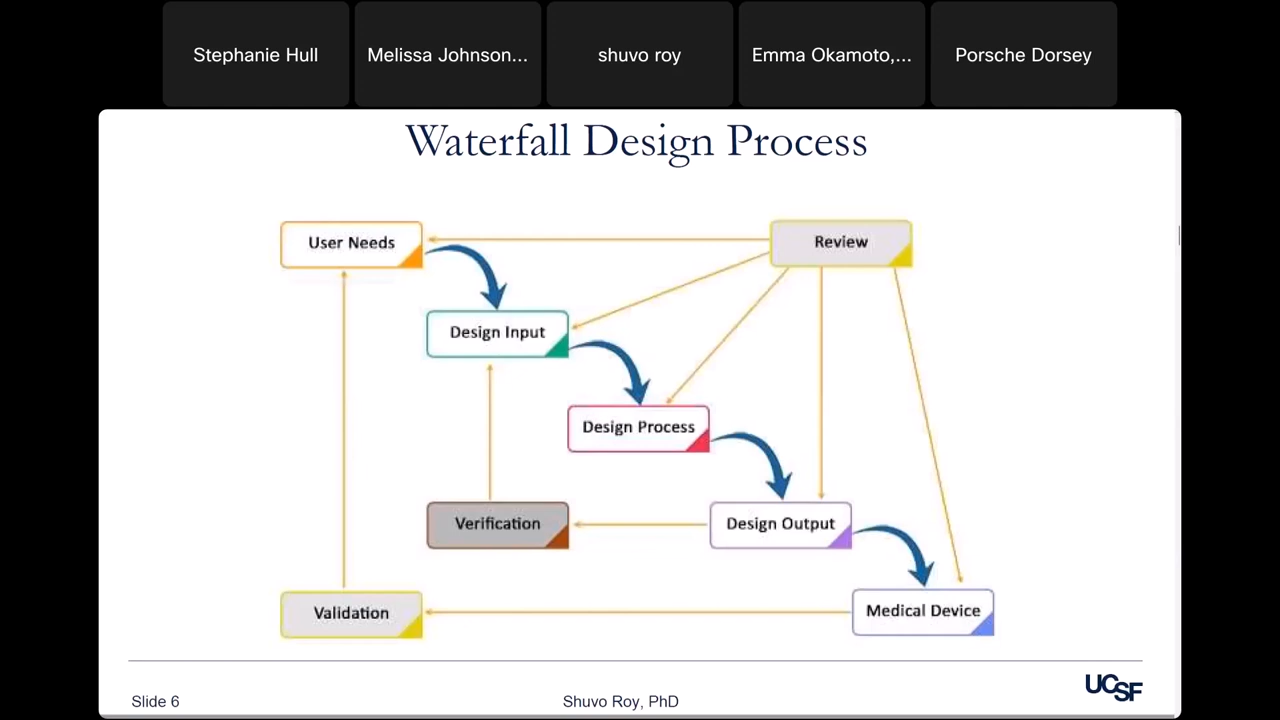 Stephanie Hull
Melissa Johnson...
shuvo roy
Emma Okamoto,...
Porsche Dorsey
Waterfall Design Process
User Needs
Review
Design Input
Design Process
Verification
Design Output
Validation
Medical Device
Slide 6
Shuvo Roy, PhD
UCSF